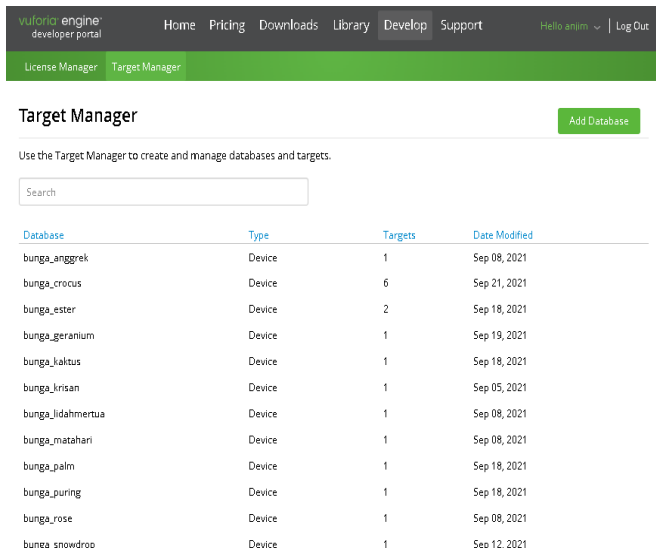 vuforia engine
developer portal
Home Pricing Downloads Library Develop Support
Hello anjim | Log Out
License Manager Target Manager
Target Manager
Add Database
Use the Target Manager to create and manage databases and targets.
Search
Database Type Targets Date Modified
bunga_anggrek Device 1 Sep 08, 2021
bunga_crocus Device 6 Sep 21, 2021
bunga_ester Device 2 Sep 18, 2021
bunga_geranium Device 1 Sep 19, 2021
bunga_kaktus Device 1 Sep 18, 2021
bunga_krisan Device 1 Sep 05, 2021
bunga_lidahmertua Device 1 Sep 08, 2021
bunga_matahari Device 1 Sep 08, 2021
bunga_palm Device 1 Sep 18, 2021
bunga_puring Device 1 Sep 18, 2021
bunga_rose Device 1 Sep 08, 2021
bunga_snowdrop Device 1 Sep 12, 2021